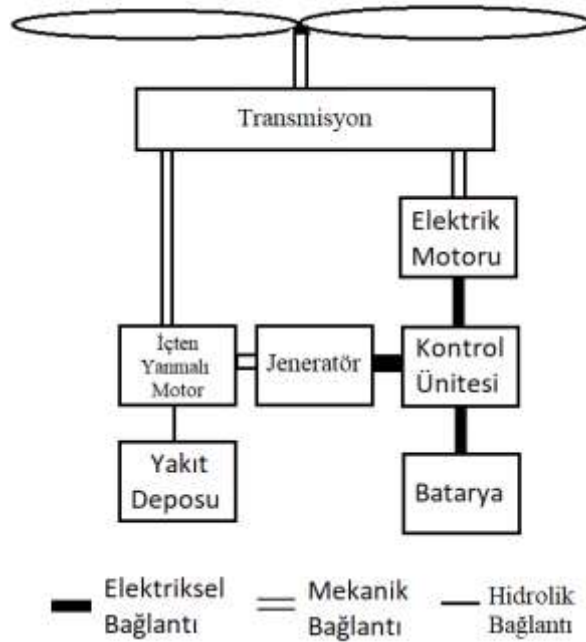 Transmisyon
Elektrik
Motoru
İçten
Yanmalı
Motor
Jeneratör
Kontrol
Ünitesi
Yakıt
Deposu
Batarya
Elektriksel
Bağlantı
Mekanik
Bağlantı
Hidrolik
Bağlantı